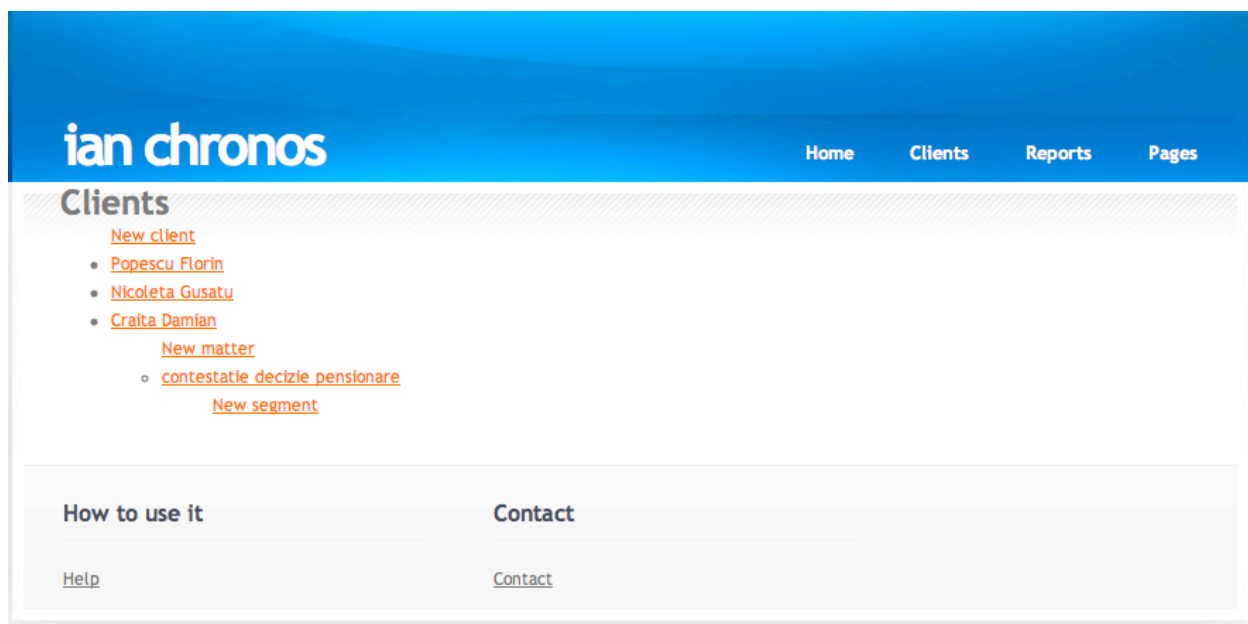 ian chronos
Home Clients Reports Pages
Clients
New client
Popescu Florin
Nicoleta Gusatu
Craita Damian
New matter
contestatie decizie pensionare
New segment
How to use it Contact
Help Contact